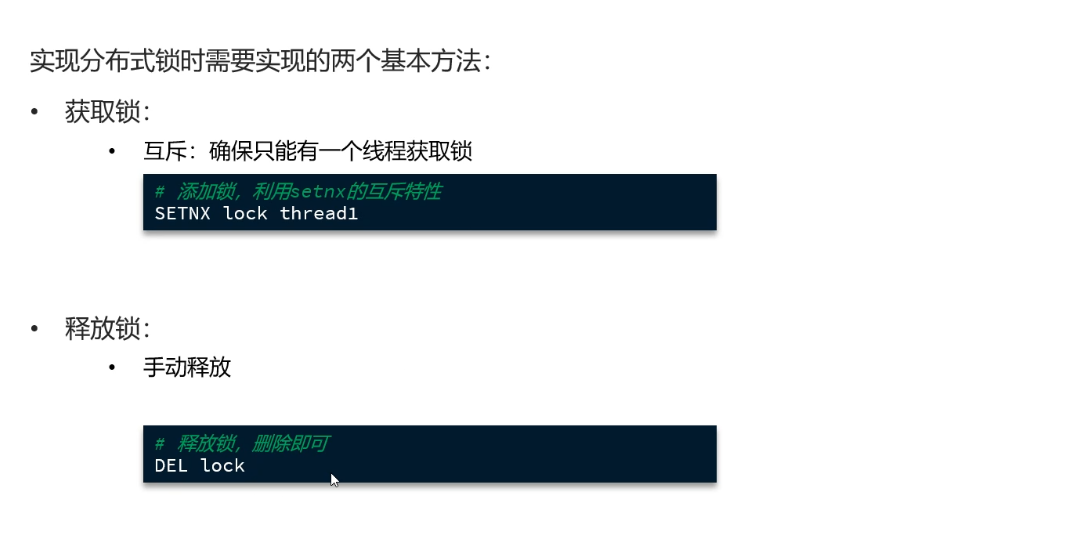 实现分布式锁时需要实现的两个基本方法：
• 获取锁：
• 互斥：确保只能有一个线程获取锁
# 添加锁，利用setnx的互斥特性
SETNX lock thread1
• 释放锁：
• 手动释放
# 释放锁，删除即可
DEL lock